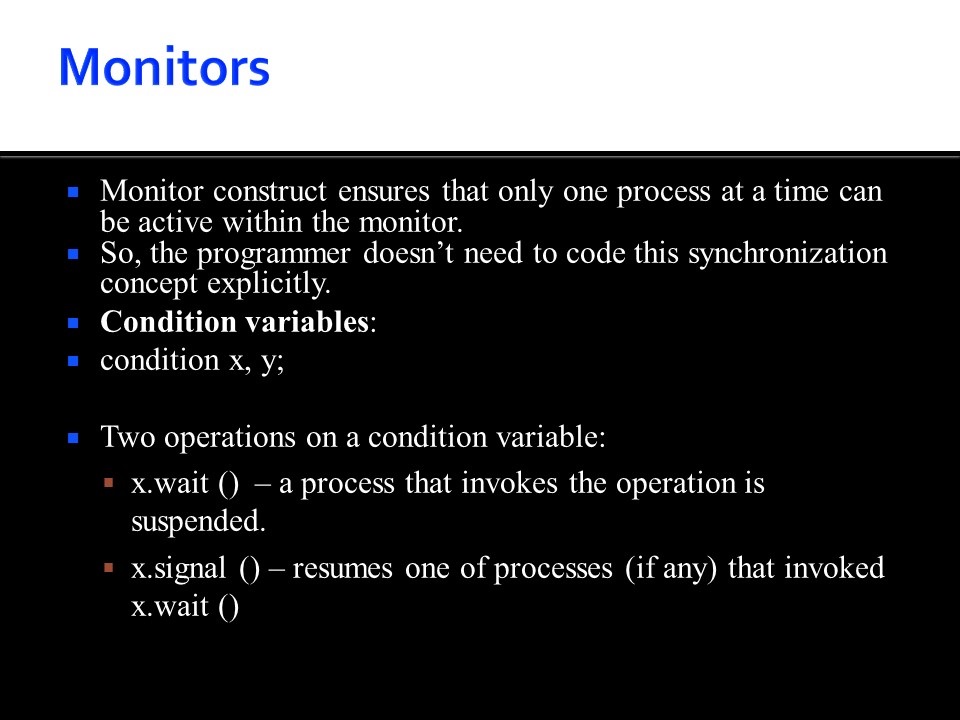 Monitors
Monitor construct ensures that only one process at a time can
be active within the monitor.
So, the programmer doesn’t need to code this synchronization
concept explicitly.
Condition variables:
condition x, y;
Two operations on a condition variable:
x.wait () – a process that invokes the operation is
suspended.
x.signal () – resumes one of processes (if any) that invoked
x.wait ()